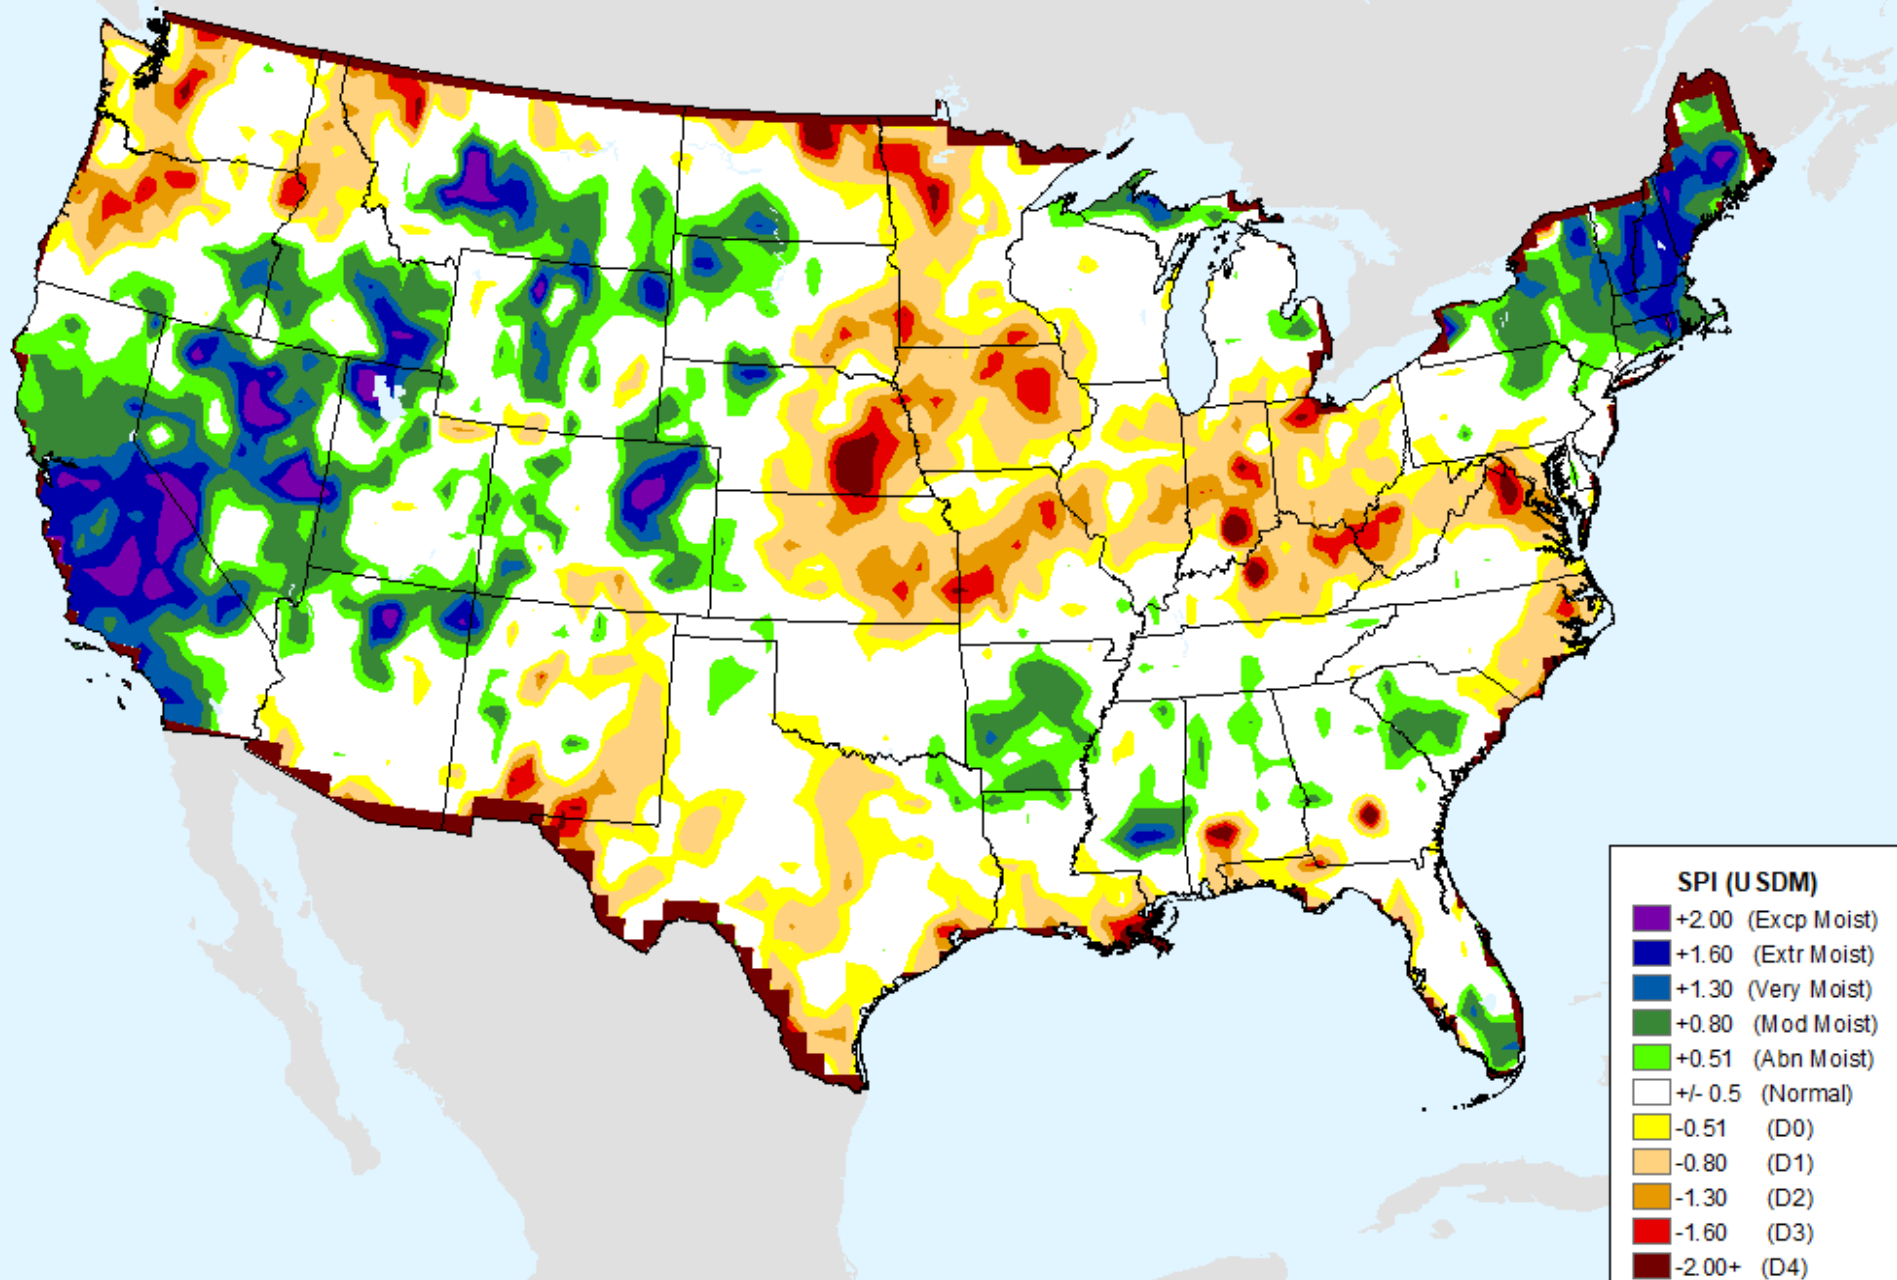 SPI (USDM)
+2.00 (Excp Moist)
+1.60 (Extr Moist)
+1.30 (Very Moist)
+0.80 (Mod Moist)
+0.51 (Abn Moist)
+/- 0.5 (Normal)
-0.51 (D0)
-0.80 (D1)
-1.30 (D2)
-1.60 (D3)
-2.00+ (D4)